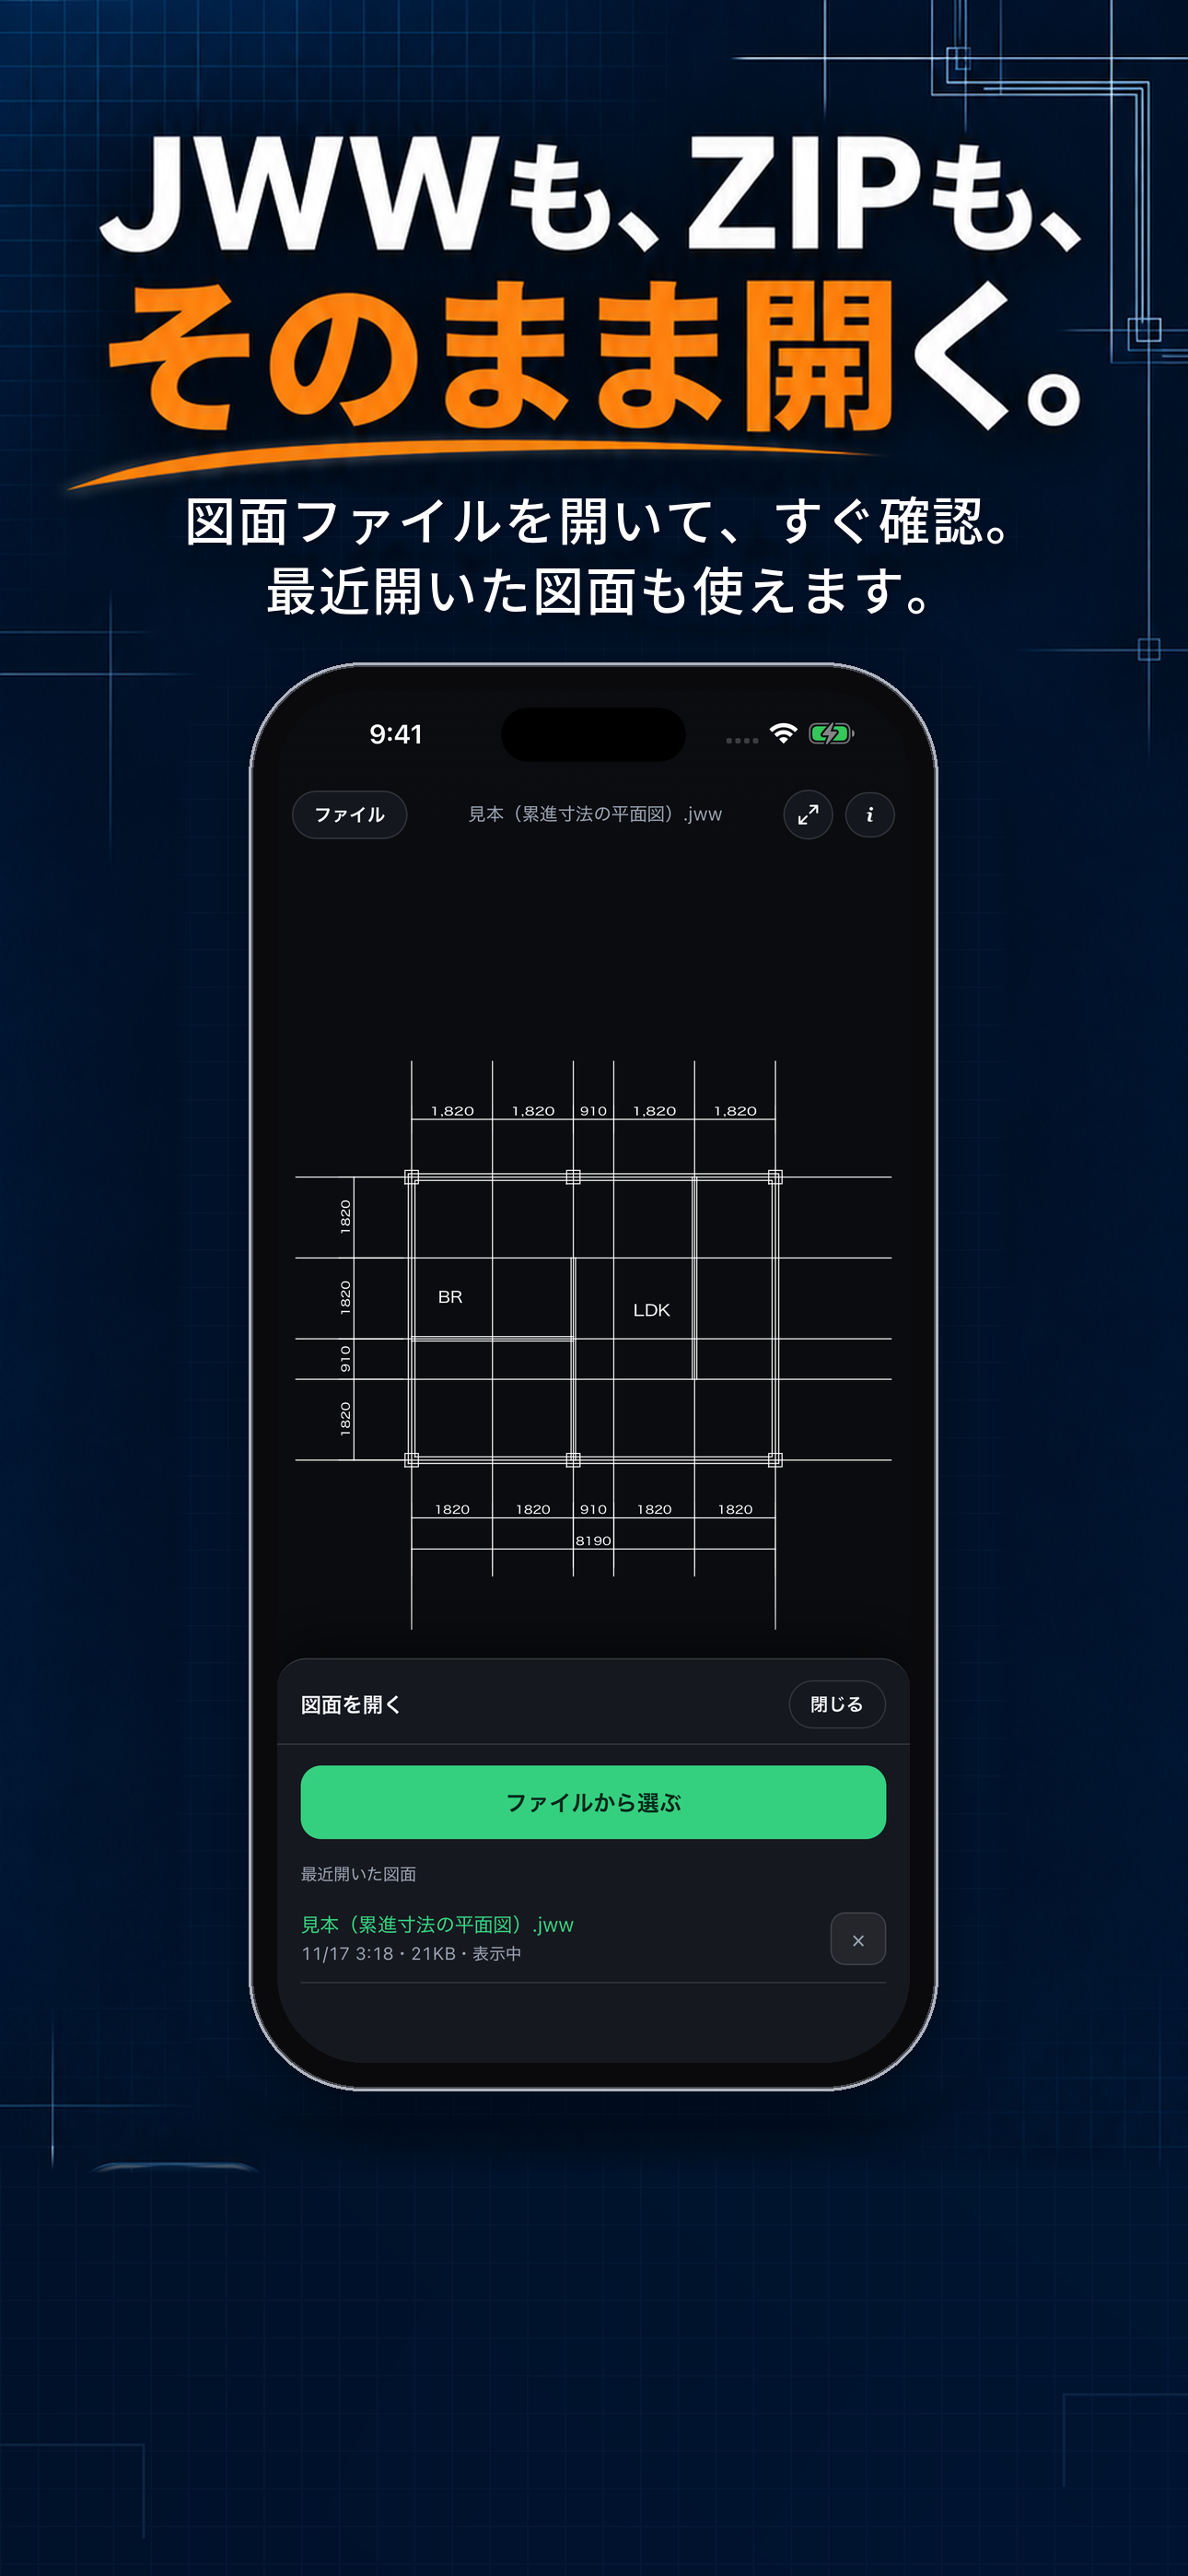 JWWも、ZIPも、
そのまま開く。
図面ファイルを開いて、すぐ確認。
最近開いた図面も使えます。
9:41
ファイル
見本（累進寸法の平面図）.jww
i
1,820 1,820 910 1,820 1,820
1820
1820
910
1820
BR
LDK
1820 1820 910 1820 1820
8190
図面を開く
閉じる
ファイルから選ぶ
最近開いた図面
見本（累進寸法の平面図）.jww
11/17 3:18・21KB・表示中
×